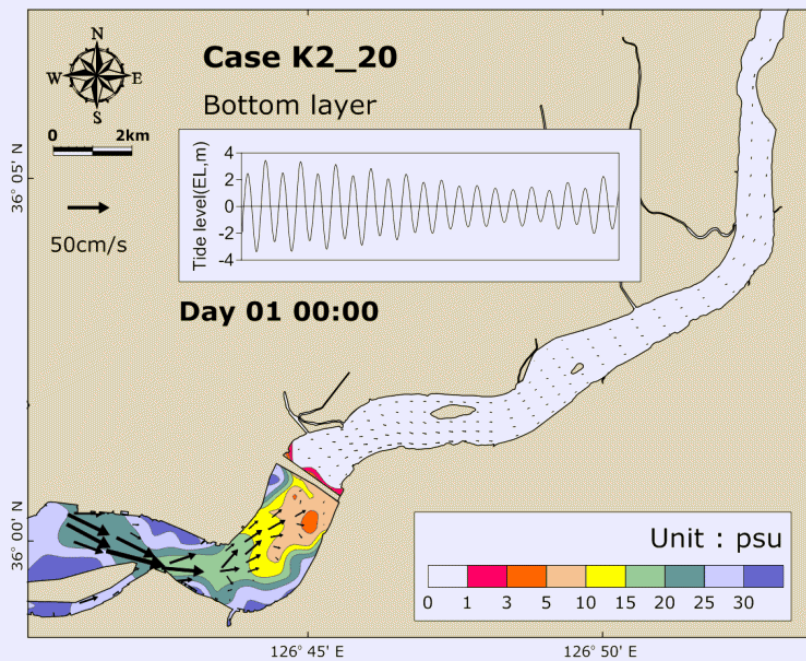 N
W E
S
0 2km
50cm/s
Case K2_20
Bottom layer
Tide level(EL,m)
4
2
0
-2
-4
Day 01 00:00
36° 05' N
36° 00' N
Unit : psu
0 1 3 5 10 15 20 25 30
126° 45' E 126° 50' E